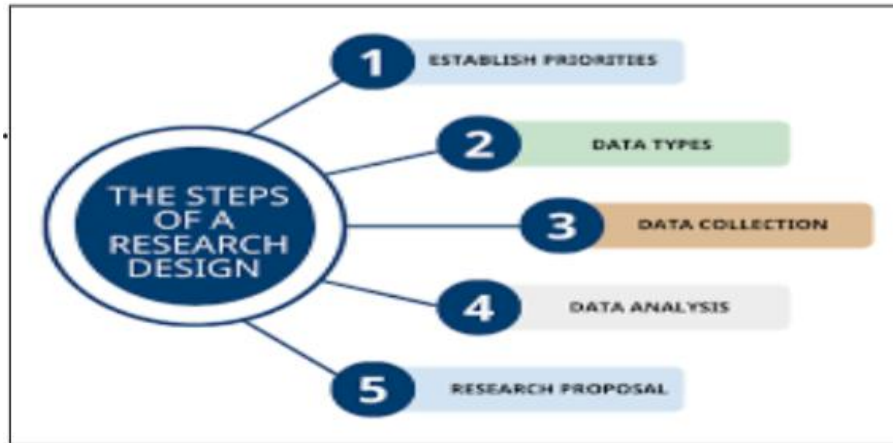 THE STEPS
OF A
RESEARCH
DESIGN
1 ESTABLISH PRIORITIES
2 DATA TYPES
3 DATA COLLECTION
4 DATA ANALYSIS
5 RESEARCH PROPOSAL